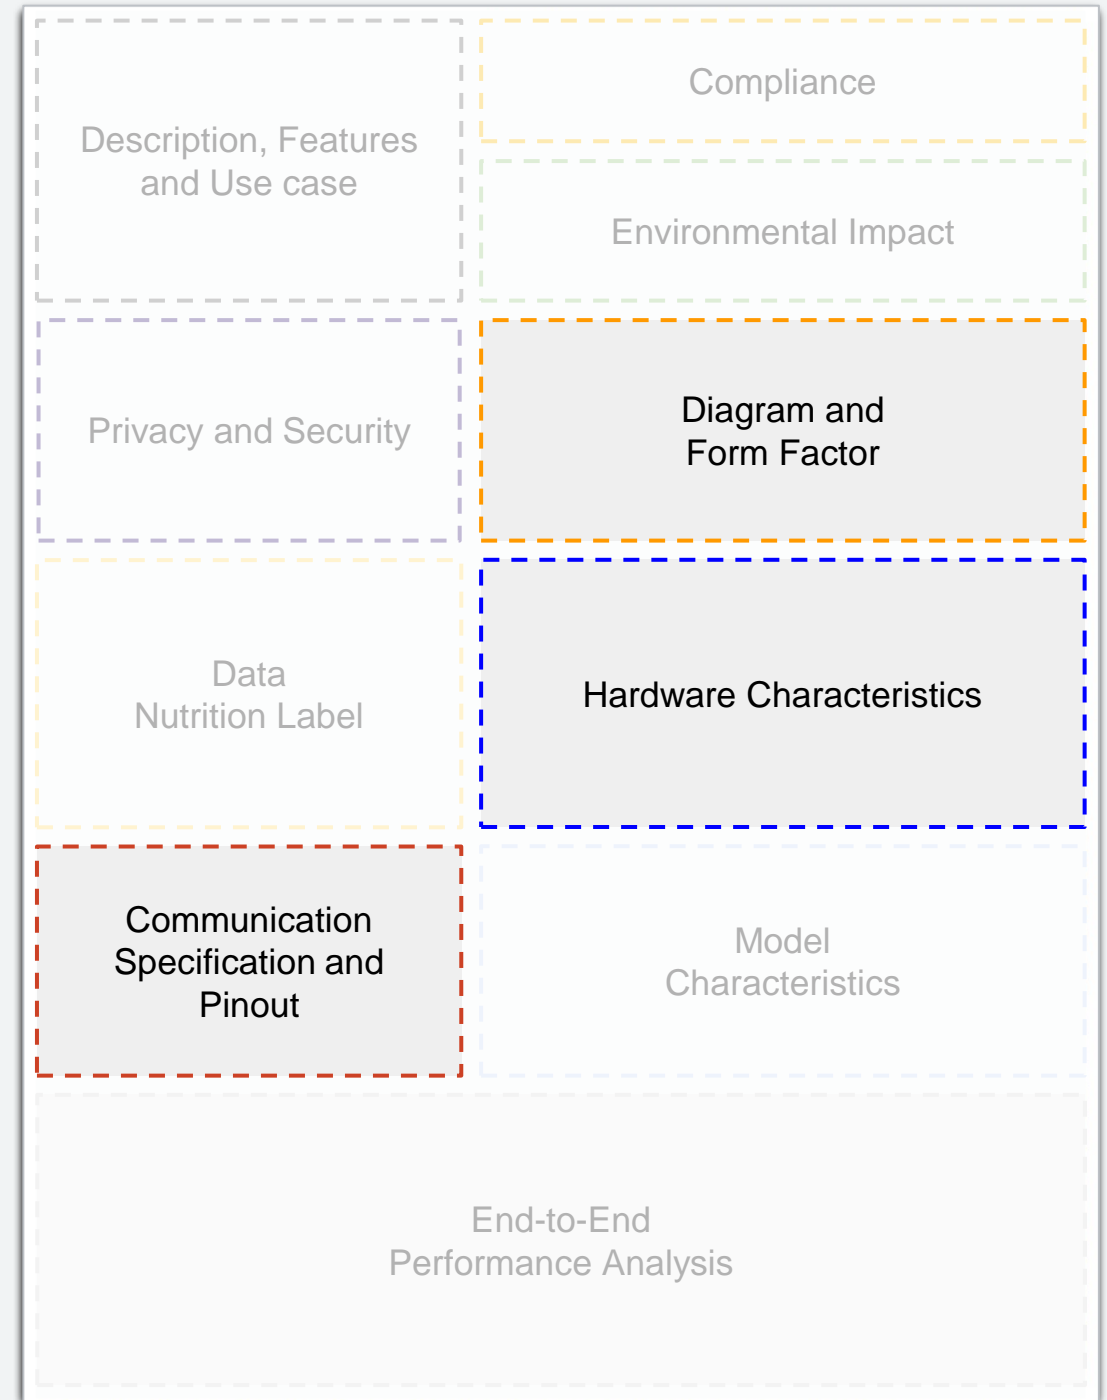 Description, Features
and Use case
Compliance
Environmental Impact
Privacy and Security
Diagram and
Form Factor
Data
Nutrition Label
Hardware Characteristics
Communication
Specification and
Pinout
Model
Characteristics
End-to-End
Performance Analysis